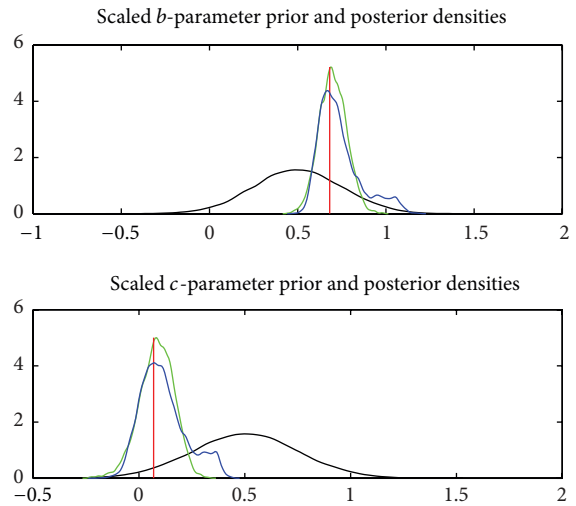 Scaled b-parameter prior and posterior densities
6
4
2
0
−1 −0.5 0 0.5 1 1.5 2
Scaled c-parameter prior and posterior densities
6
4
2
0
−0.5 0 0.5 1 1.5 2